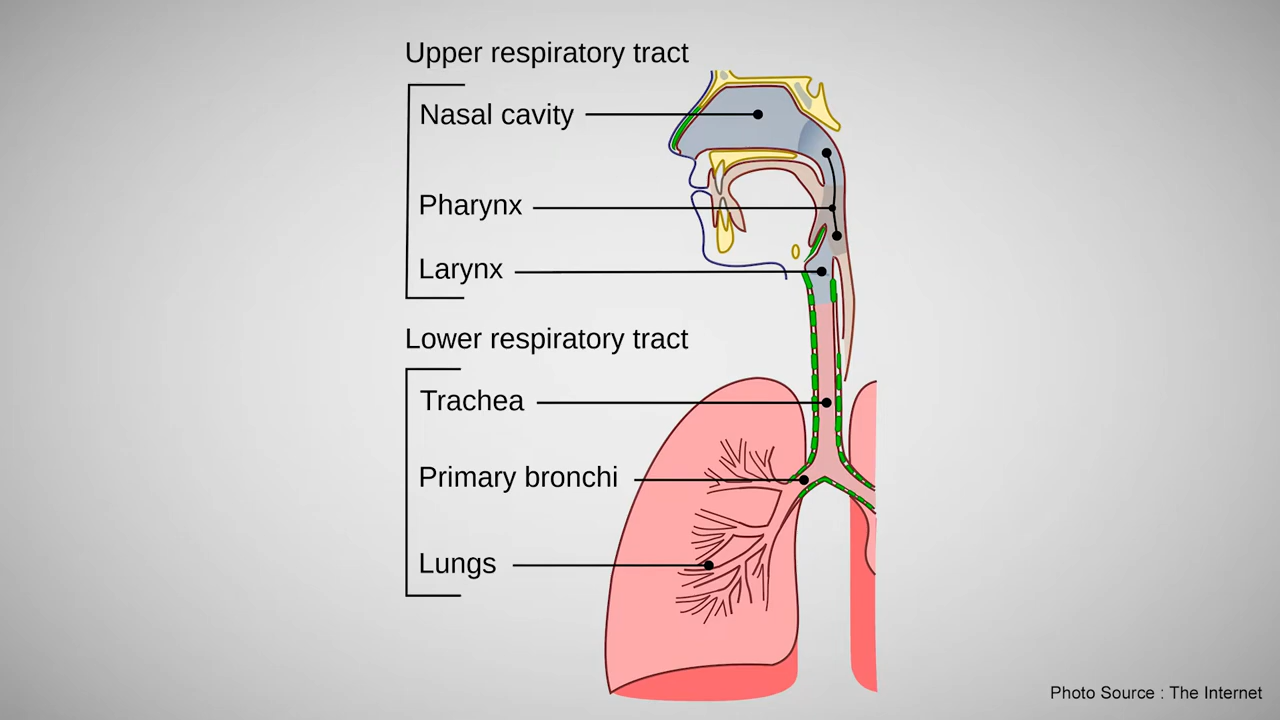 Upper respiratory tract
Nasal cavity
Pharynx
Larynx
Lower respiratory tract
Trachea
Primary bronchi
Lungs
Photo Source : The Internet